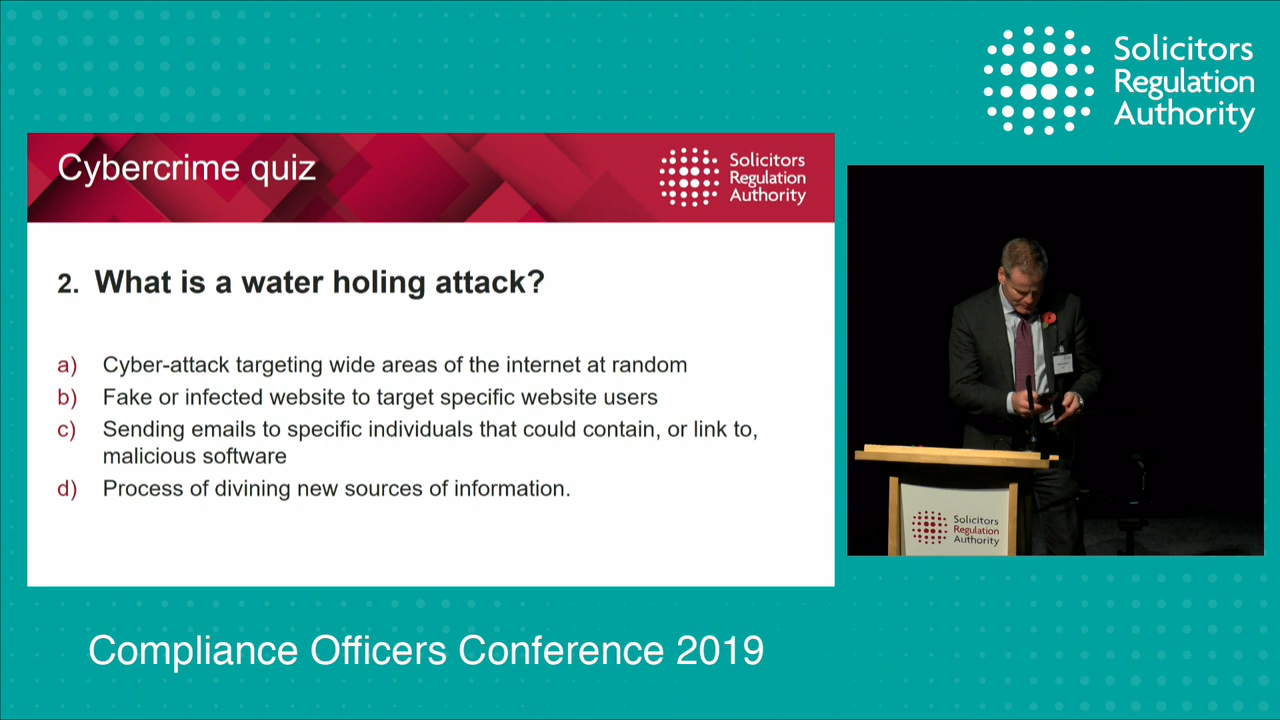 Solicitors
Regulation
Authority
Cybercrime quiz
Solicitors
Regulation
Authority
2. What is a water holing attack?
a) Cyber-attack targeting wide areas of the internet at random
b) Fake or infected website to target specific website users
c) Sending emails to specific individuals that could contain, or link to,
malicious software
d) Process of divining new sources of information.
Solicitors
Regulation
Authority
Compliance Officers Conference 2019